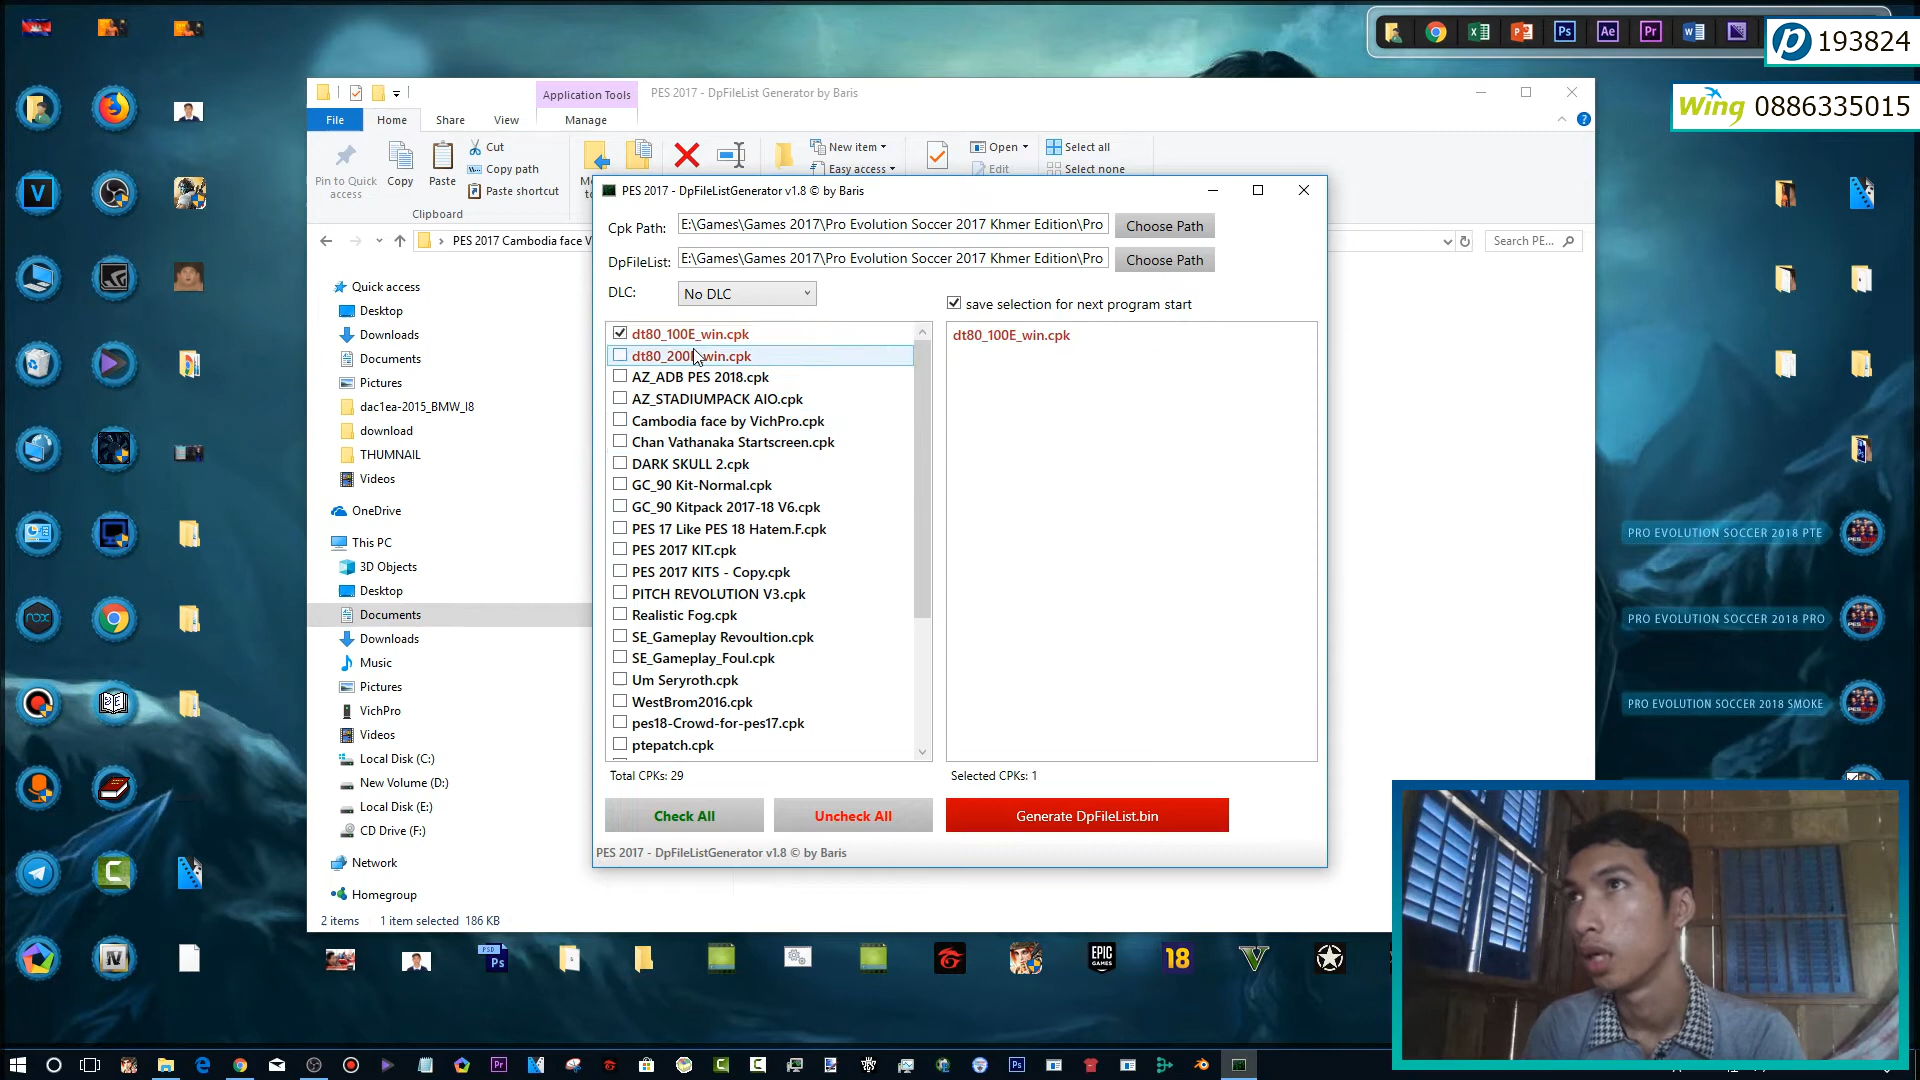 193824
Wing 0886335015
Application Tools
PES 2017 - DpFileList Generator by Baris
File
Home
Share
View
Manage
Pin to Quick access
Copy
Paste
Cut
Copy path
Paste shortcut
Clipboard
New item
Easy access
Open
Edit
Select all
Select none
PES 2017 Cambodia face V
Search PE...
Quick access
Desktop
Downloads
Documents
Pictures
dac1ea-2015_BMW_I8
download
THUMNAIL
Videos
OneDrive
This PC
3D Objects
Desktop
Documents
Downloads
Music
Pictures
VichPro
Videos
Local Disk (C:)
New Volume (D:)
Local Disk (E:)
CD Drive (F:)
Network
Homegroup
2 items
1 item selected 186 KB
PES 2017 - DpFileListGenerator v1.8 © by Baris
Cpk Path:
E:\Games\Games 2017\Pro Evolution Soccer 2017 Khmer Edition\Pro
Choose Path
DpFileList:
E:\Games\Games 2017\Pro Evolution Soccer 2017 Khmer Edition\Pro
Choose Path
DLC:
No DLC
save selection for next program start
dt80_100E_win.cpk
dt80_200E_win.cpk
AZ_ADB PES 2018.cpk
AZ_STADIUMPACK AIO.cpk
Cambodia face by VichPro.cpk
Chan Vathanaka Startscreen.cpk
DARK SKULL 2.cpk
GC_90 Kit-Normal.cpk
GC_90 Kitpack 2017-18 V6.cpk
PES 17 Like PES 18 Hatem.F.cpk
PES 2017 KIT.cpk
PES 2017 KITS - Copy.cpk
PITCH REVOLUTION V3.cpk
Realistic Fog.cpk
SE_Gameplay Revoultion.cpk
SE_Gameplay_Foul.cpk
Um Seryroth.cpk
WestBrom2016.cpk
pes18-Crowd-for-pes17.cpk
ptepatch.cpk
dt80_100E_win.cpk
Total CPKs: 29
Selected CPKs: 1
Check All
Uncheck All
Generate DpFileList.bin
PES 2017 - DpFileListGenerator v1.8 © by Baris
PRO EVOLUTION SOCCER 2018 PTE
PRO EVOLUTION SOCCER 2018 PRO
PRO EVOLUTION SOCCER 2018 SMOKE